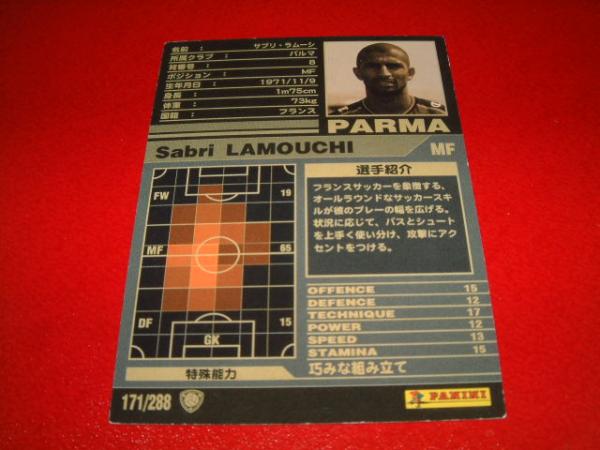 名前 : サブリ・ラムーシ
所属クラブ : パルマ
背番号 : 8
ポジション : MF
生年月日 : 1971/11/9
身長 : 1m75cm
体重 : 73kg
国籍 : フランス
PARMA
Sabri LAMOUCHI MF
FW 19
MF 65
DF 15
GK
選手紹介
フランスサッカーを象徴する、
オールラウンドなサッカースキ
ルが彼のプレーの幅を広げる。
状況に応じて、パスとシュート
を上手く使い分け、攻撃にアク
セントをつける。
OFFENCE 15
DEFENCE 12
TECHNIQUE 17
POWER 12
SPEED 13
STAMINA 15
特殊能力 巧みな組み立て
171/288
PANINI